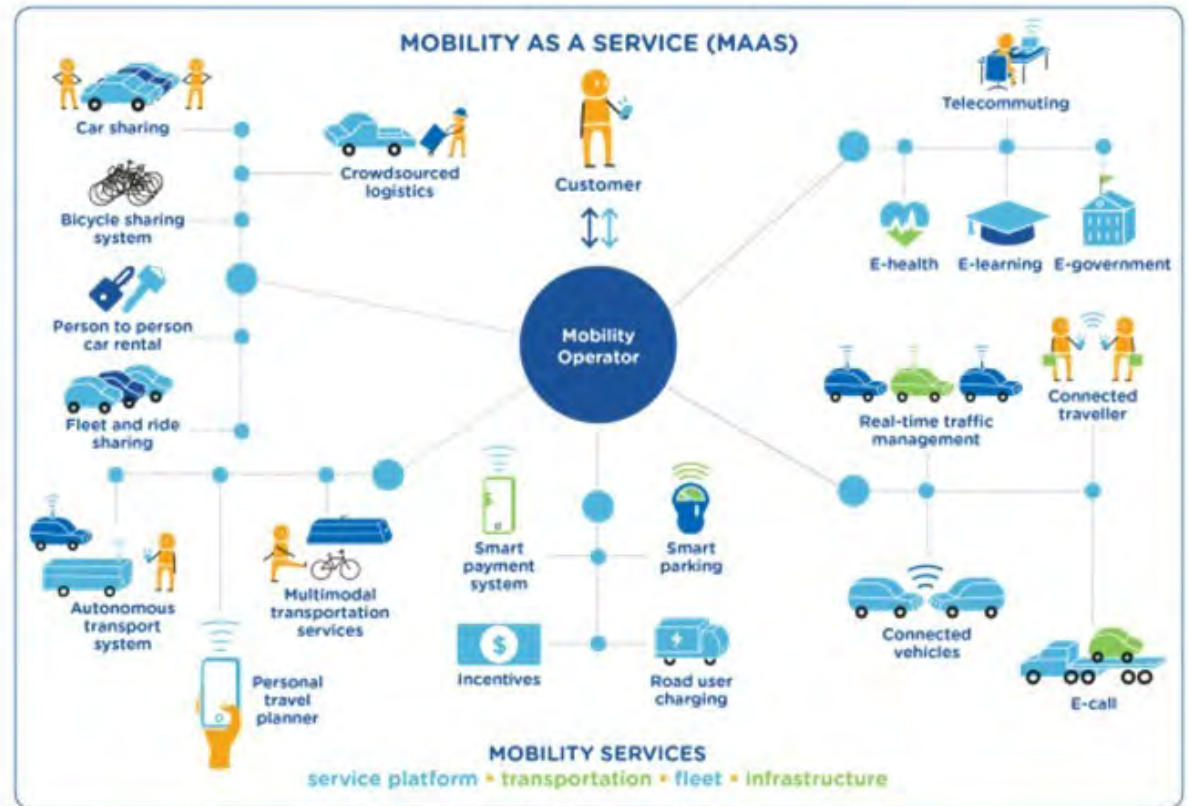 MOBILITY AS A SERVICE (MAAS)
Car sharing
Crowdsourced
logistics
Customer
Telecommuting
Bicycle sharing
system
E-health
E-learning
E-government
Person to person
car rental
Mobility
Operator
Fleet and ride
sharing
Real-time traffic
management
Connected
traveller
Autonomous
transport
system
Multimodal
transportation
services
Personal
travel
planner
Smart
payment
system
Smart
parking
$
Incentives
Road user
charging
Connected
vehicles
E-call
MOBILITY SERVICES
service platform • transportation • fleet • infrastructure